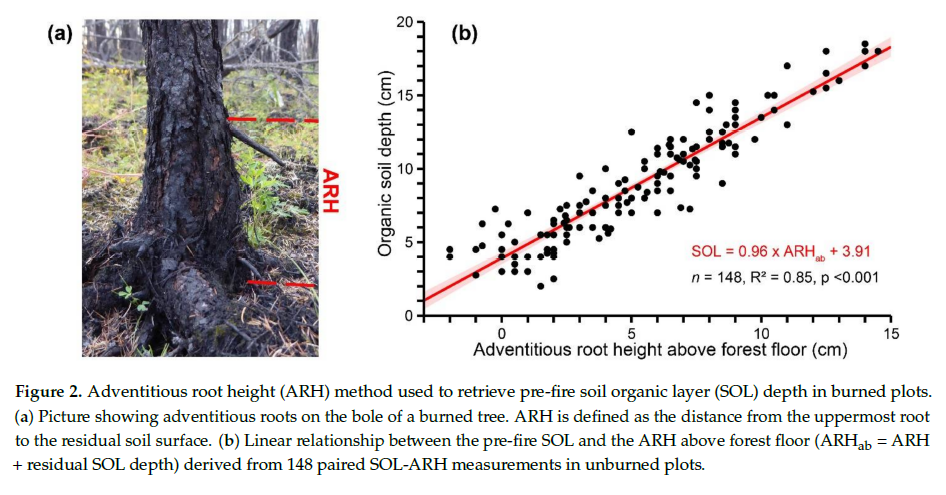 (a)
ARH
(b)
Organic soil depth (cm)
20
15
10
5
0
SOL = 0.96 x ARHab + 3.91
n = 148, R² = 0.85, p <0.001
0 5 10 15
Adventitious root height above forest floor (cm)
Figure 2. Adventitious root height (ARH) method used to retrieve pre-fire soil organic layer (SOL) depth in burned plots.
(a) Picture showing adventitious roots on the bole of a burned tree. ARH is defined as the distance from the uppermost root
to the residual soil surface. (b) Linear relationship between the pre-fire SOL and the ARH above forest floor (ARHab = ARH
+ residual SOL depth) derived from 148 paired SOL-ARH measurements in unburned plots.